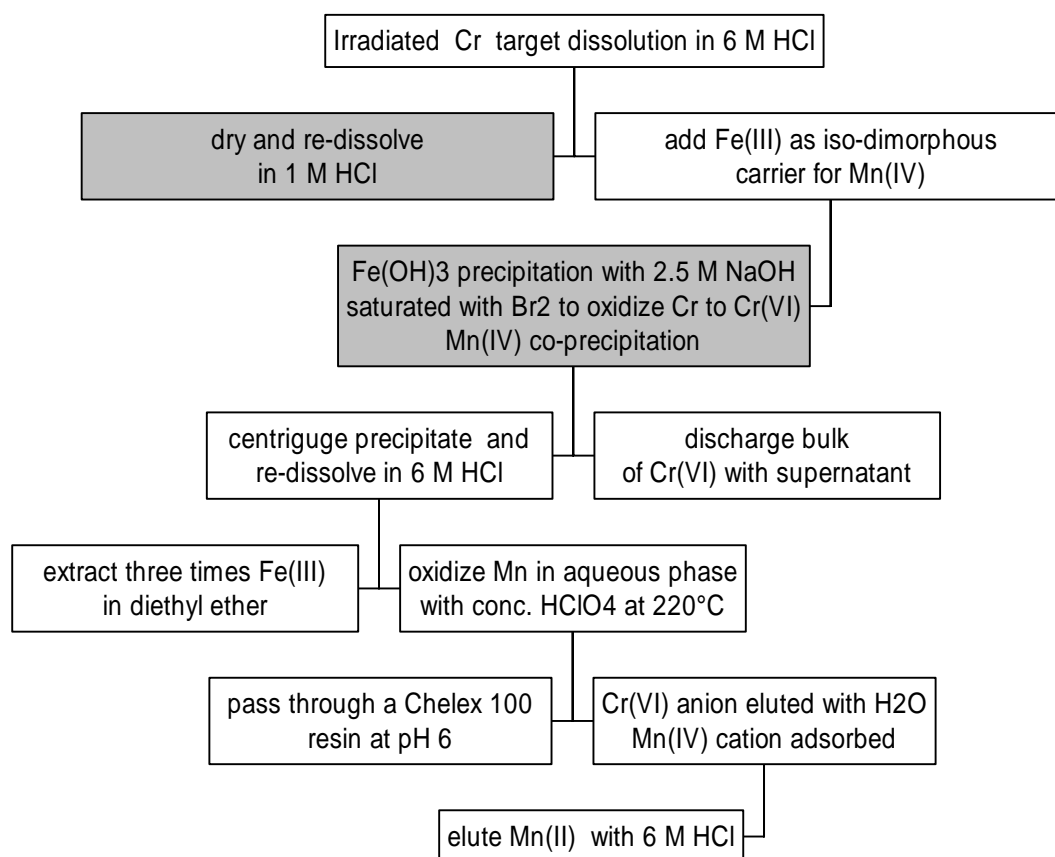 Irradiated Cr target dissolution in 6 M HCl
dry and re-dissolve
in 1 M HCl
add Fe(III) as iso-dimorphous
carrier for Mn(IV)
Fe(OH)3 precipitation with 2.5 M NaOH
saturated with Br2 to oxidize Cr to Cr(VI)
Mn(IV) co-precipitation
centriguge precipitate and
re-dissolve in 6 M HCl
discharge bulk
of Cr(VI) with supernatant
extract three times Fe(III)
in diethyl ether
oxidize Mn in aqueous phase
with conc. HClO4 at 220°C
pass through a Chelex 100
resin at pH 6
Cr(VI) anion eluted with H2O
Mn(IV) cation adsorbed
elute Mn(II) with 6 M HCl